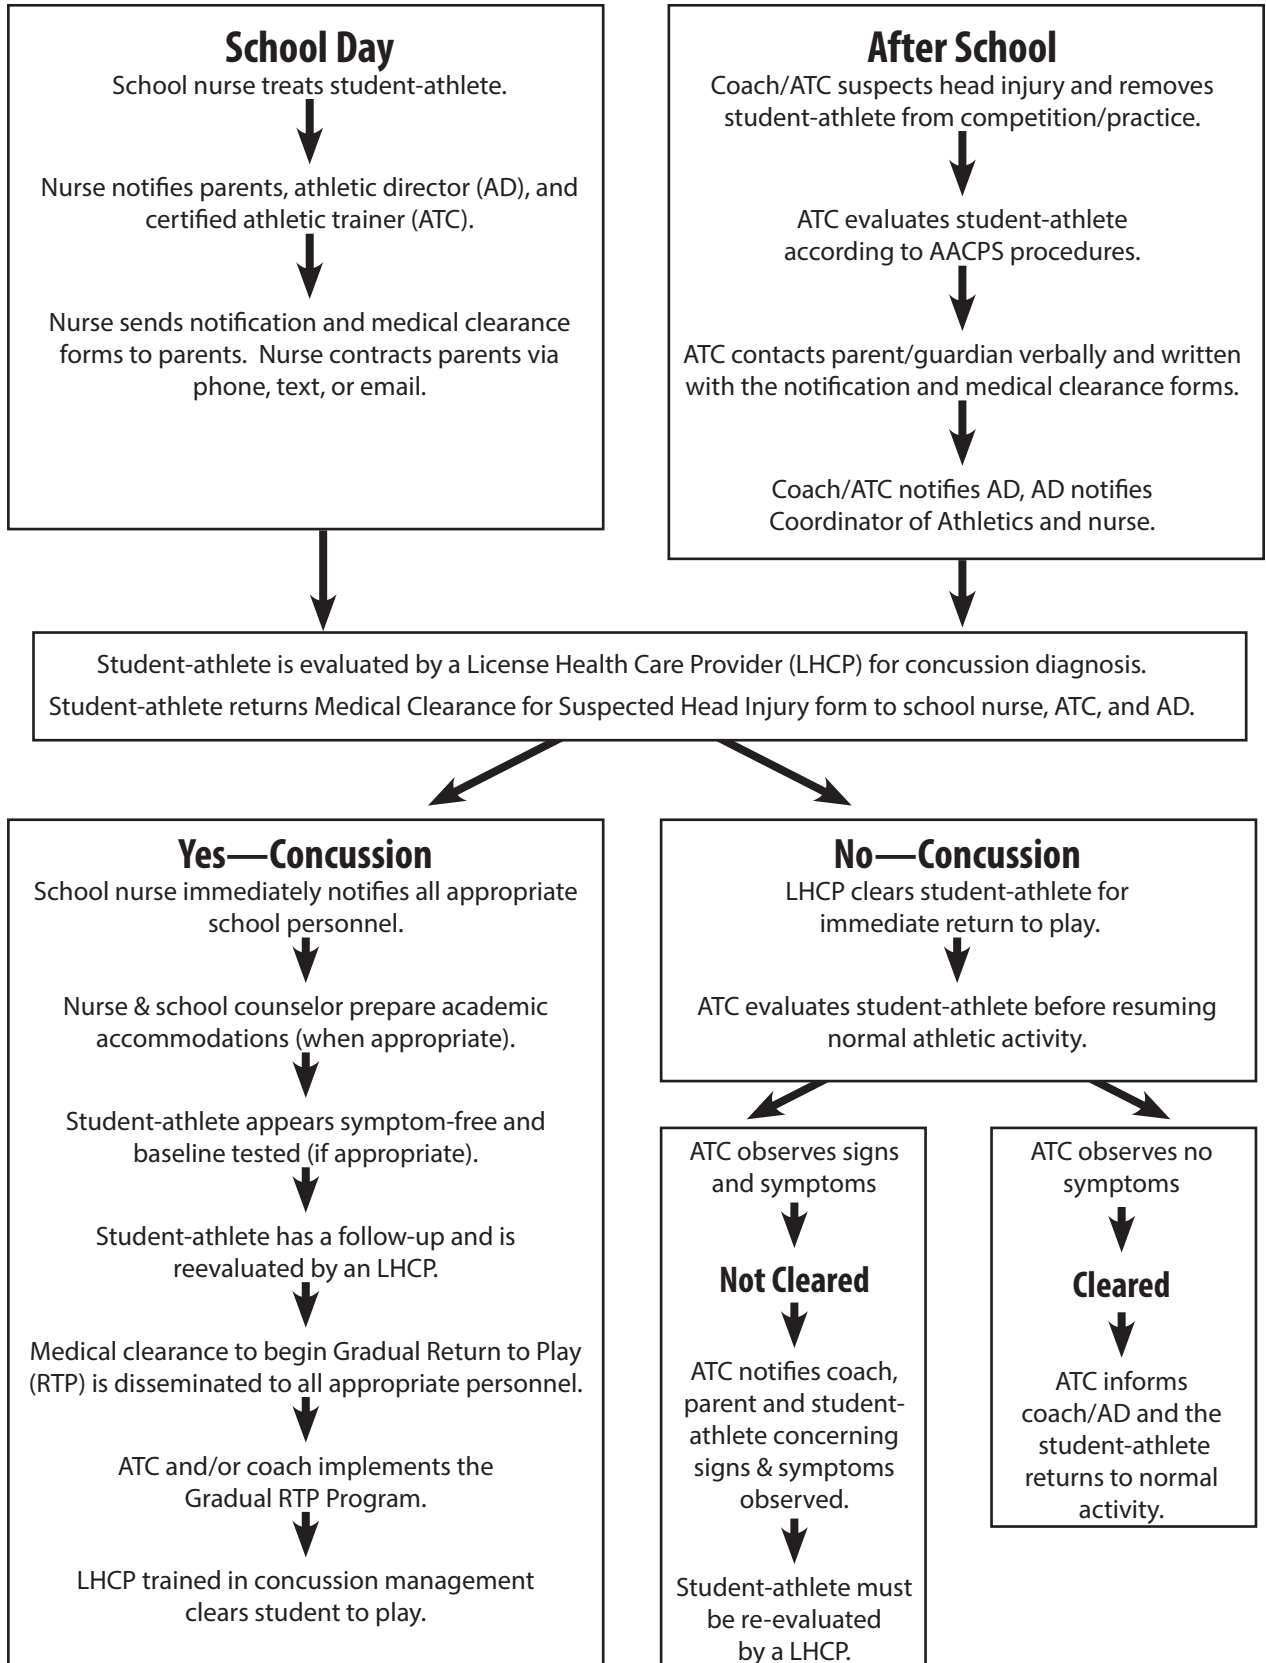 School Day
School nurse treats student-athlete.
Nurse notifies parents, athletic director (AD), and
certified athletic trainer (ATC).
Nurse sends notification and medical clearance
forms to parents.  Nurse contracts parents via
phone, text, or email.
After School
Coach/ATC suspects head injury and removes
student-athlete from competition/practice.
ATC evaluates student-athlete
according to AACPS procedures.
ATC contacts parent/guardian verbally and written
with the notification and medical clearance forms.
Coach/ATC notifies AD, AD notifies
Coordinator of Athletics and nurse.
Student-athlete is evaluated by a License Health Care Provider (LHCP) for concussion diagnosis.
Student-athlete returns Medical Clearance for Suspected Head Injury form to school nurse, ATC, and AD.
Yes—Concussion
School nurse immediately notifies all appropriate
school personnel.
Nurse & school counselor prepare academic
accommodations (when appropriate).
Student-athlete appears symptom-free and
baseline tested (if appropriate).
Student-athlete has a follow-up and is
reevaluated by an LHCP.
Medical clearance to begin Gradual Return to Play
(RTP) is disseminated to all appropriate personnel.
ATC and/or coach implements the
Gradual RTP Program.
LHCP trained in concussion management
clears student to play.
No—Concussion
LHCP clears student-athlete for
immediate return to play.
ATC evaluates student-athlete before resuming
normal athletic activity.
ATC observes signs
and symptoms
Not Cleared
ATC notifies coach,
parent and student-
athlete concerning
signs & symptoms
observed.
Student-athlete must
be re-evaluated
by a LHCP.
ATC observes no
symptoms
Cleared
ATC informs
coach/AD and the
student-athlete
returns to normal
activity.